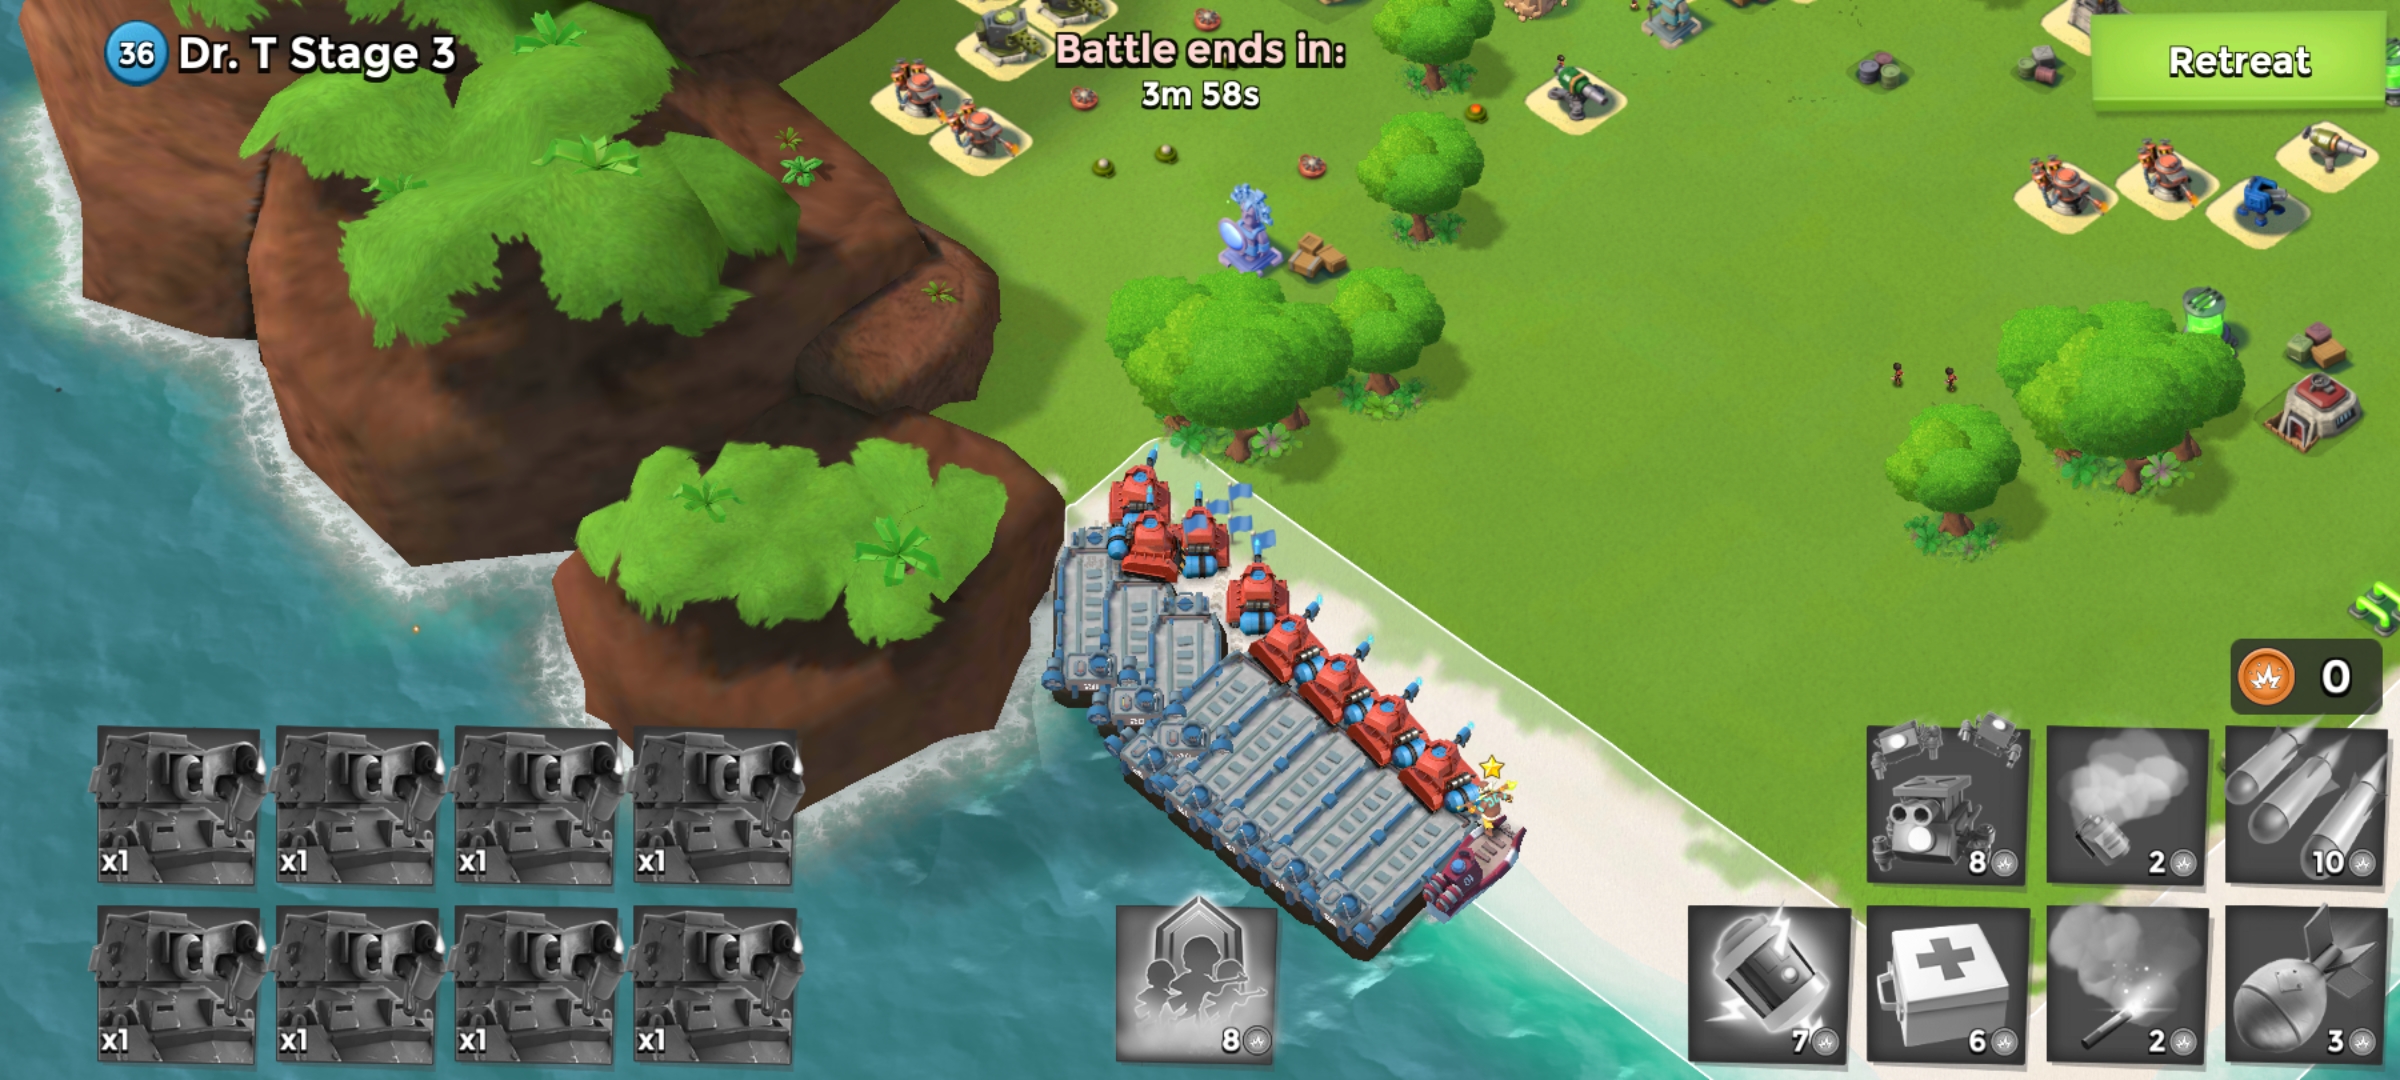 36 Dr. T Stage 3
Battle ends in:
3m 58s
Retreat
0
x1 x1 x1 x1
8 2 10
x1 x1 x1 x1
8
7 6 2 3